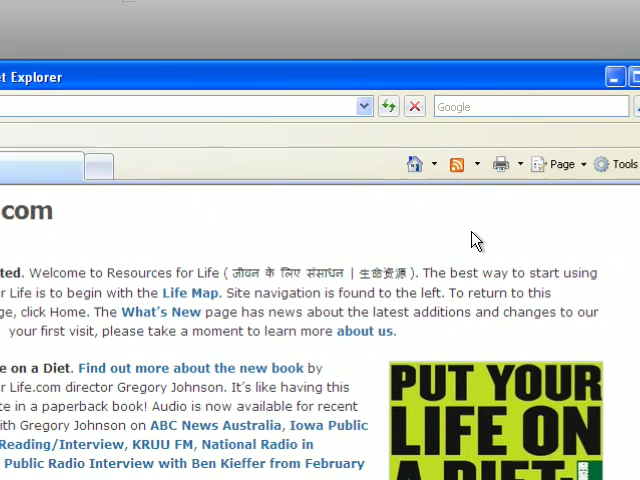 et Explorer
Google
Page
Tools
.com
ted. Welcome to Resources for Life ( जीवन के लिए संसाधन | 生命资源 ). The best way to start using
r Life is to begin with the Life Map. Site navigation is found to the left. To return to this
ge, click Home. The What's New page has news about the latest additions and changes to our
your first visit, please take a moment to learn more about us.
e on a Diet. Find out more about the new book by
r Life.com director Gregory Johnson. It's like having this
te in a paperback book! Audio is now available for recent
ith Gregory Johnson on ABC News Australia, Iowa Public
Reading/Interview, KRUU FM, National Radio in
Public Radio Interview with Ben Kieffer from February
PUT YOUR
LIFE ON
A DIET: